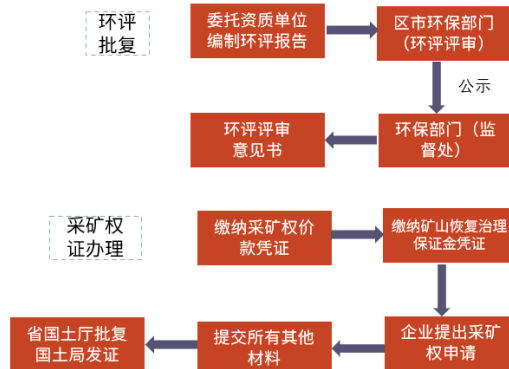 环评
批复
委托资质单位
编制环评报告
区市环保部门
（环评评审）
公示
环评评审
意见书
环保部门（监
督处）
采矿权
证办理
缴纳采矿权价
款凭证
缴纳矿山恢复治理
保证金凭证
省国土厅批复
国土局发证
提交所有其他
材料
企业提出采矿
权申请